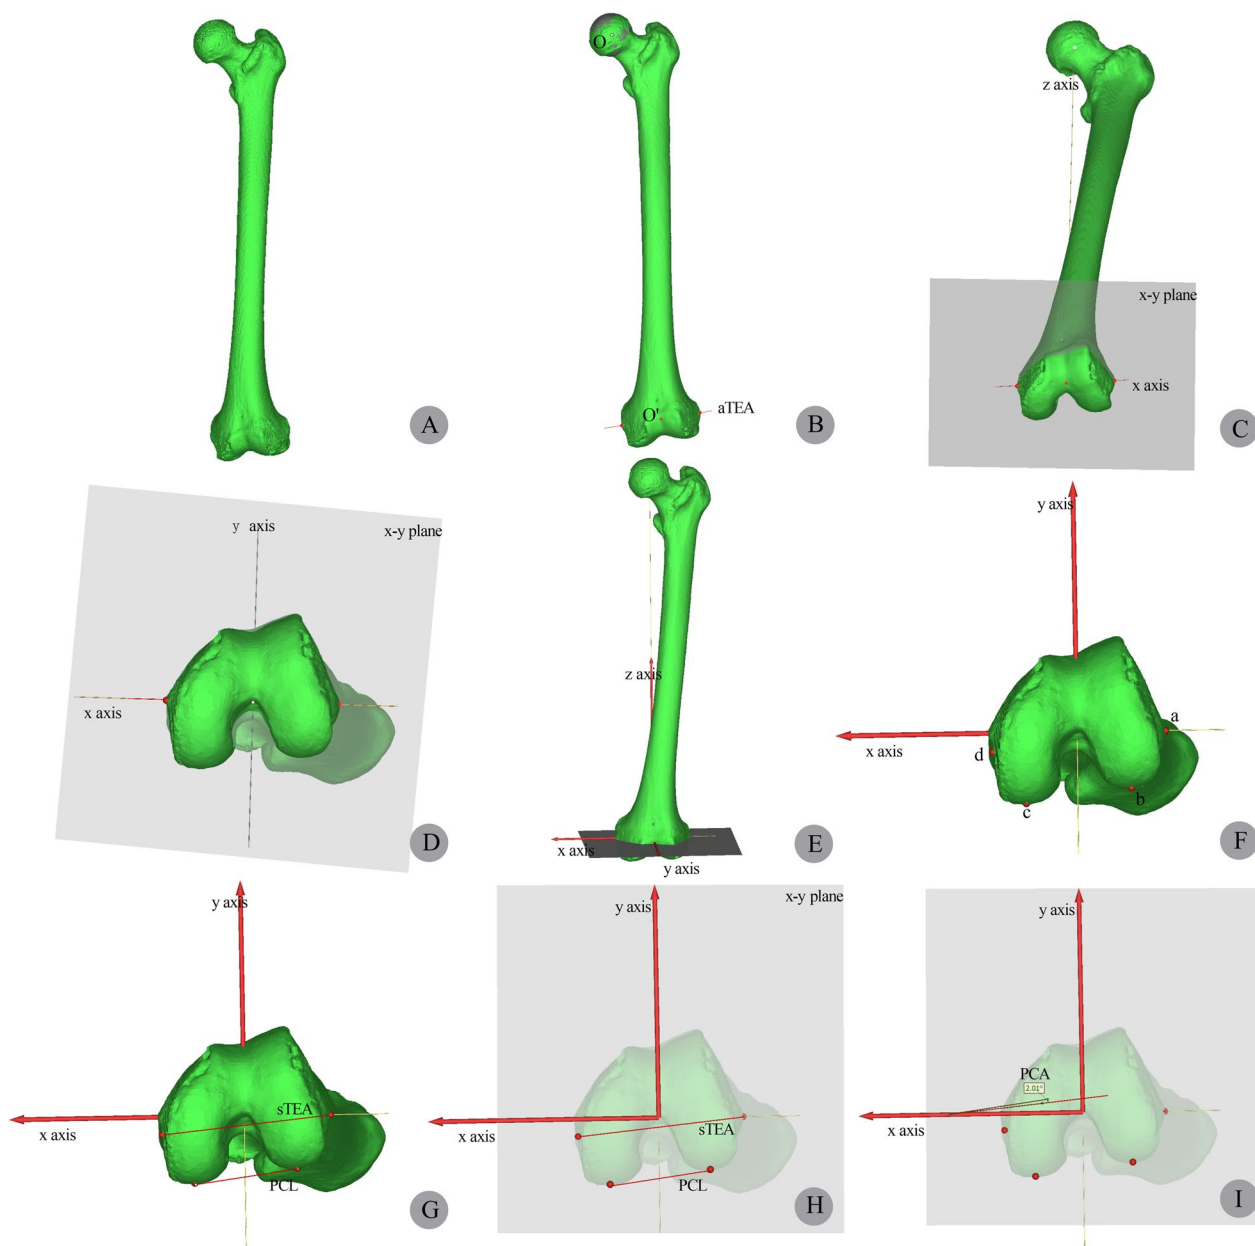 A
O
O'
aTEA
B
z axis
x-y plane
x axis
C
y axis
x-y plane
x axis
D
z axis
x axis
y axis
E
y axis
a
x axis
d
b
c
F
y axis
sTEA
x axis
PCL
G
y axis
x-y plane
x axis
sTEA
PCL
H
y axis
PCA
2.01°
x axis
I